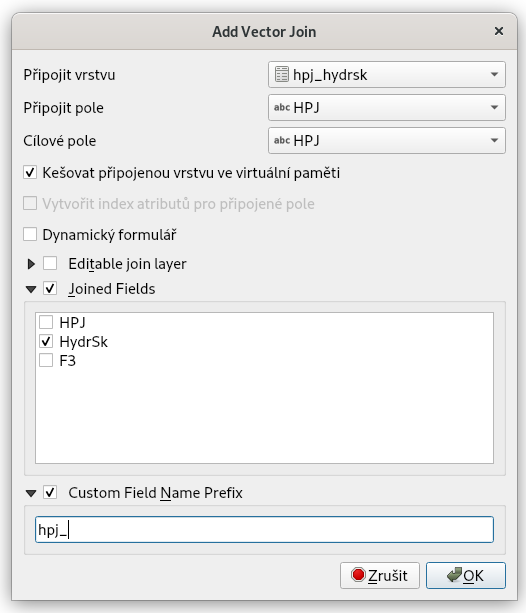 Add Vector Join
Připojit vrstvu hpj_hydrsk
Připojit pole abc HPJ
Cílové pole abc HPJ
Kešovat připojenou vrstvu ve virtuální paměti
Vytvořit index atributů pro připojené pole
Dynamický formulář
Editable join layer
Joined Fields
HPJ
HydrSk
F3
Custom Field Name Prefix
hpj_
Zrušit OK